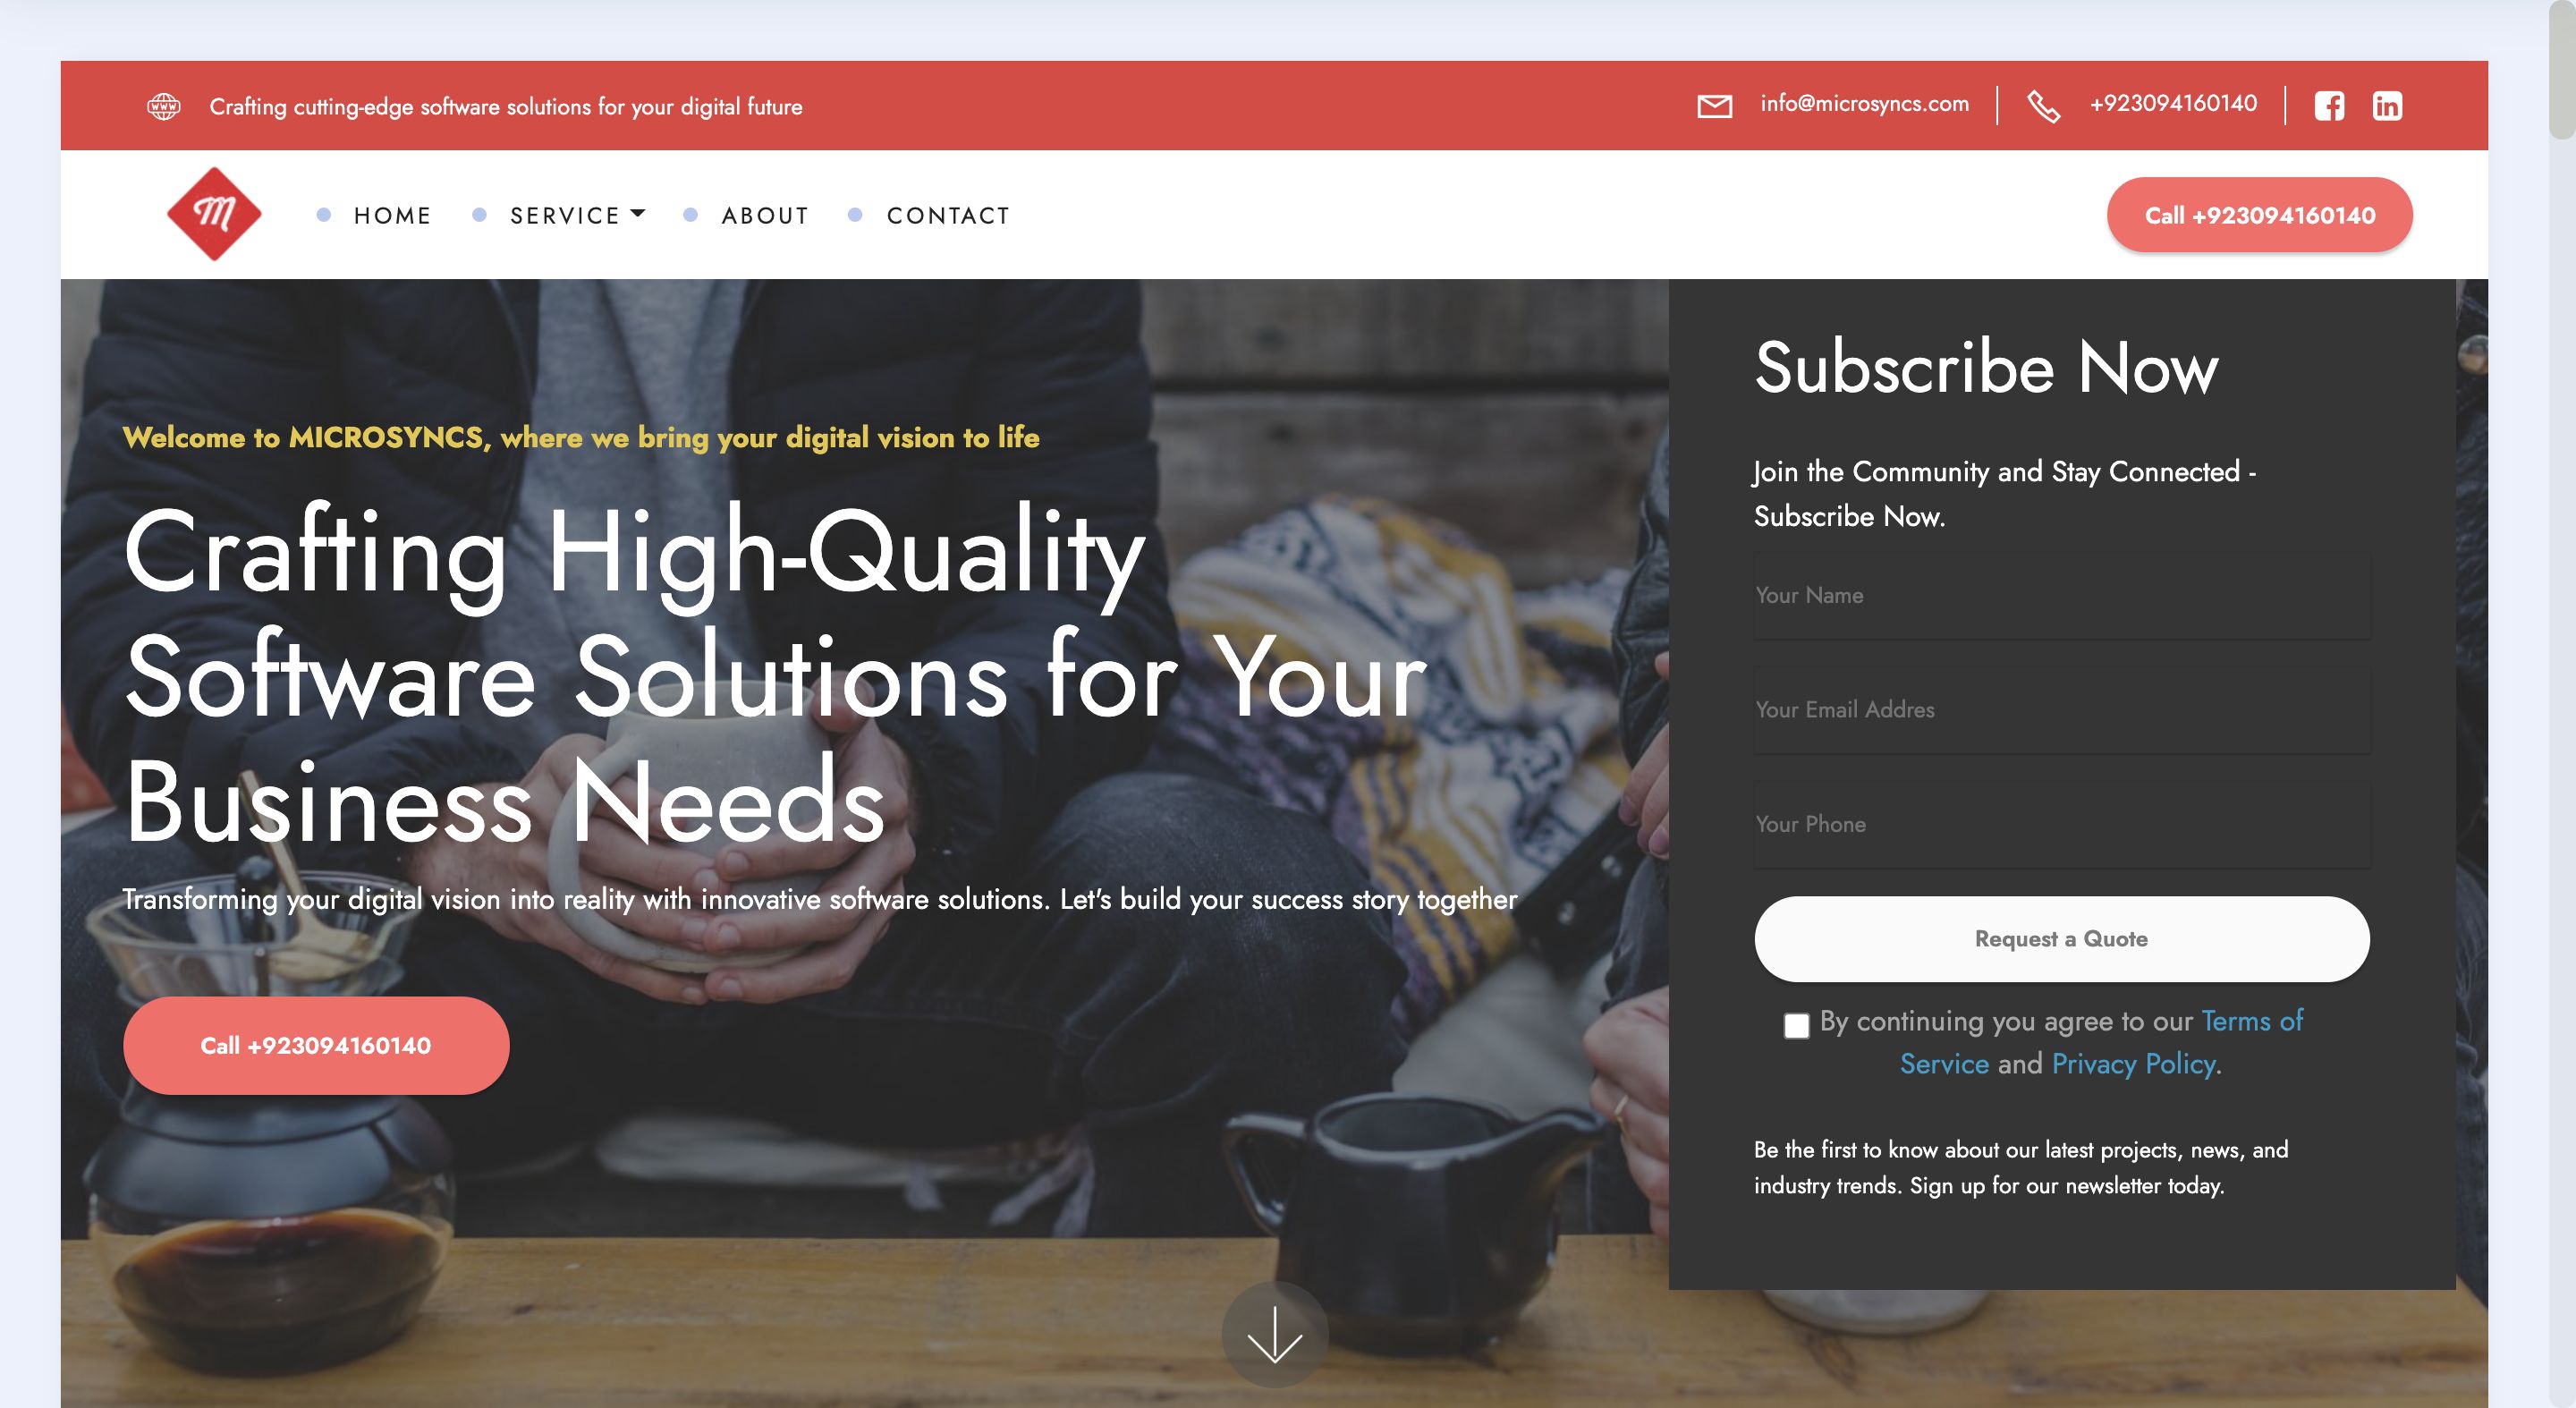 Crafting cutting-edge software solutions for your digital future
info@microsyncs.com
+923094160140
M
HOME
SERVICE
ABOUT
CONTACT
Call +923094160140
Welcome to MICROSYNCS, where we bring your digital vision to life
Crafting High-Quality
Software Solutions for Your
Business Needs
Transforming your digital vision into reality with innovative software solutions. Let's build your success story together
Call +923094160140
Subscribe Now
Join the Community and Stay Connected -
Subscribe Now.
Your Name
Your Email Addres
Your Phone
Request a Quote
By continuing you agree to our Terms of
Service and Privacy Policy.
Be the first to know about our latest projects, news, and
industry trends. Sign up for our newsletter today.